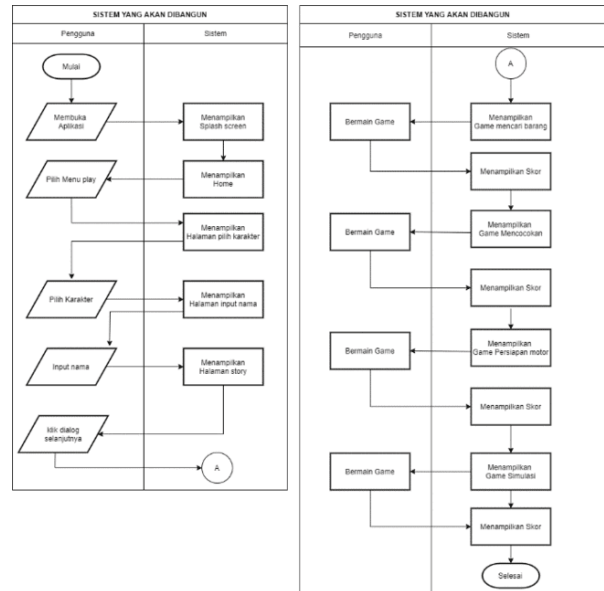 SISTEM YANG AKAN DIBANGUN
Pengguna
Sistem
Mulai
Membuka
Aplikasi
Menampilkan
Splash screen
Pilih Menu play
Menampilkan
Home
Menampilkan
Halaman pilih karakter
Pilih Karakter
Menampilkan
Halaman input nama
Input nama
Menampilkan
Halaman story
klik dialog
selanjutnya
A
SISTEM YANG AKAN DIBANGUN
Pengguna
Sistem
A
Bermain Game
Menampilkan
Game mencari barang
Menampilkan Skor
Bermain Game
Menampilkan
Game Mencocokan
Menampilkan Skor
Bermain Game
Menampilkan
Game Persiapan motor
Menampilkan Skor
Bermain Game
Menampilkan
Game Simulasi
Menampilkan Skor
Selesai